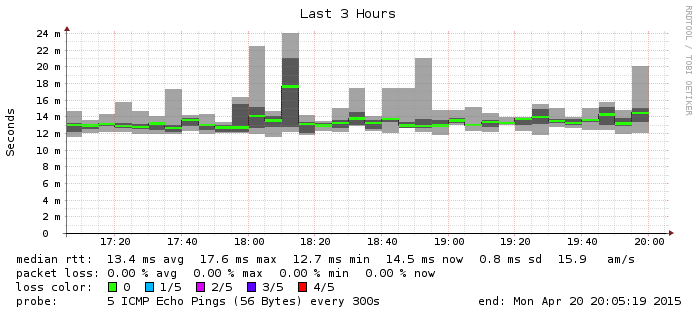 Last 3 Hours
RRDTOOL / TOBI OETIKER
Seconds
24 m
22 m
20 m
18 m
16 m
14 m
12 m
10 m
8 m
6 m
4 m
2 m
0
17:20 17:40 18:00 18:20 18:40 19:00 19:20 19:40 20:00
median rtt: 13.4 ms avg 17.6 ms max 12.7 ms min 14.5 ms now 0.8 ms sd 15.9 am/s
packet loss: 0.00 % avg 0.00 % max 0.00 % min 0.00 % now
loss color: 0 1/5 2/5 3/5 4/5
probe: 5 ICMP Echo Pings (56 Bytes) every 300s end: Mon Apr 20 20:05:19 2015